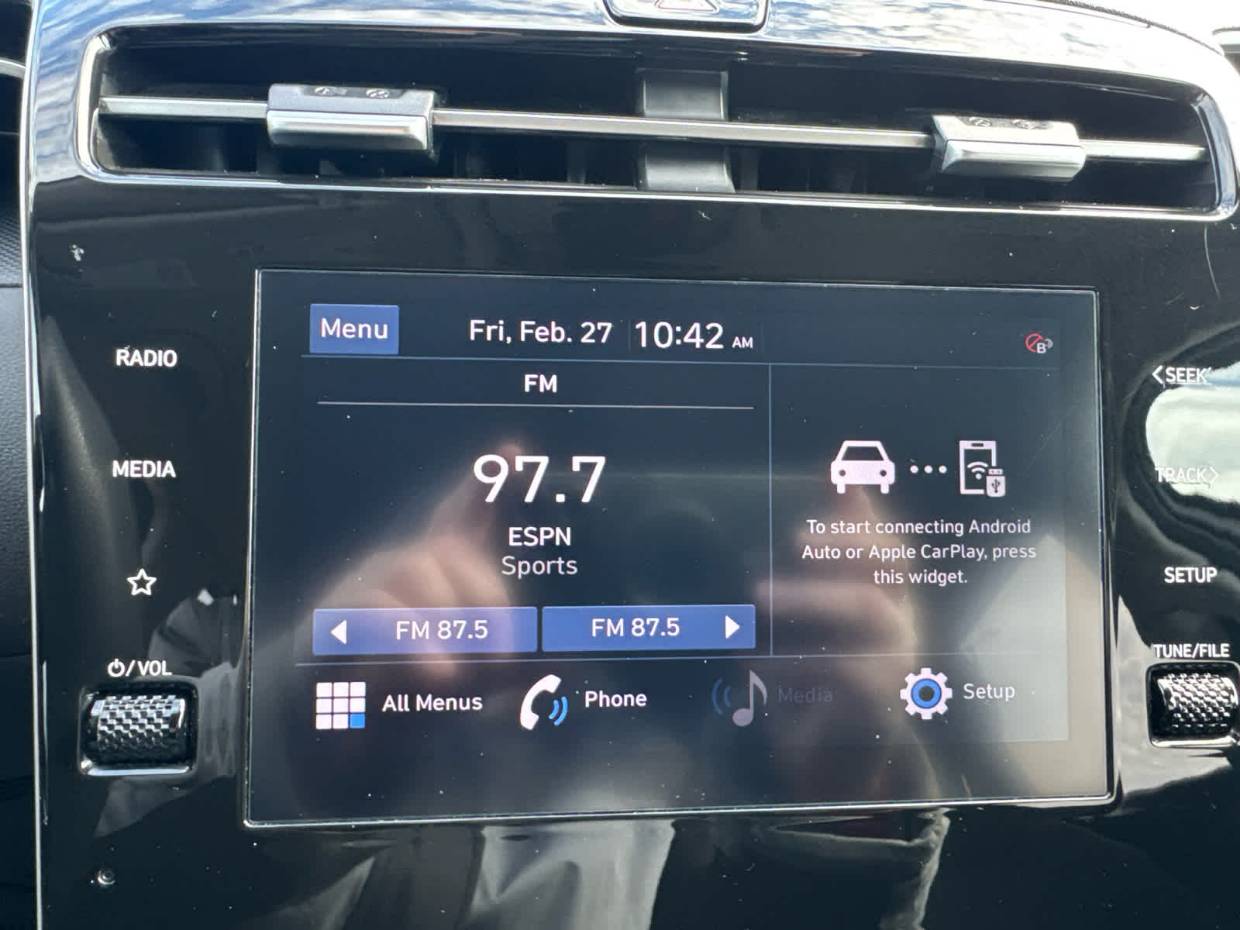 Menu Fri, Feb. 27 10:42 AM
B
FM
97.7
ESPN
Sports
FM 87.5 FM 87.5
To start connecting Android
Auto or Apple CarPlay, press
this widget.
All Menus Phone Media Setup
RADIO
MEDIA
/VOL
SEEK
TRACK
SETUP
TUNE/FILE